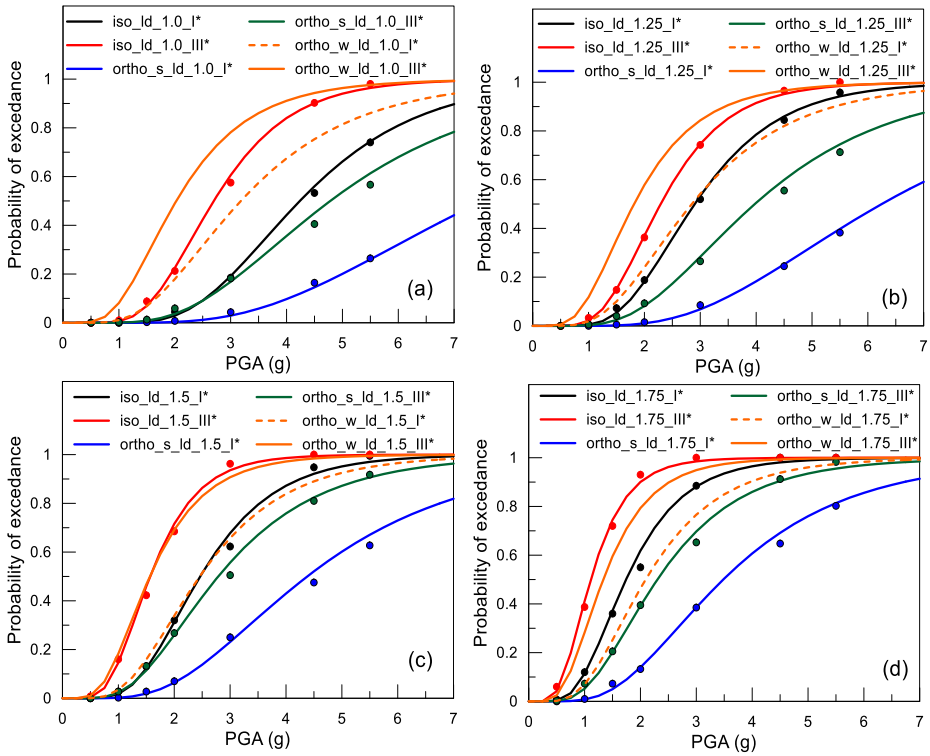 iso_ld_1.0_I* ortho_s_ld_1.0_III*
iso_ld_1.0_III* ortho_w_ld_1.0_I*
ortho_s_ld_1.0_I* ortho_w_ld_1.0_III*
Probability of excedance
1
0.8
0.6
0.4
0.2
0
(a)
0 1 2 3 4 5 6 7
PGA (g)
iso_ld_1.25_I* ortho_s_ld_1.25_III*
iso_ld_1.25_III* ortho_w_ld_1.25_I*
ortho_s_ld_1.25_I* ortho_w_ld_1.25_III*
Probability of exceedance
1
0.8
0.6
0.4
0.2
0
(b)
0 1 2 3 4 5 6 7
PGA (g)
iso_ld_1.5_I* ortho_s_ld_1.5_III*
iso_ld_1.5_III* ortho_w_ld_1.5_I*
ortho_s_ld_1.5_I* ortho_w_ld_1.5_III*
Probability of excedance
1
0.8
0.6
0.4
0.2
0
(c)
0 1 2 3 4 5 6 7
PGA (g)
iso_ld_1.75_I* ortho_s_ld_1.75_III*
iso_ld_1.75_III* ortho_w_ld_1.75_I*
ortho_s_ld_1.75_I* ortho_w_ld_1.75_III*
Probability of excedance
1
0.8
0.6
0.4
0.2
0
(d)
0 1 2 3 4 5 6 7
PGA (g)